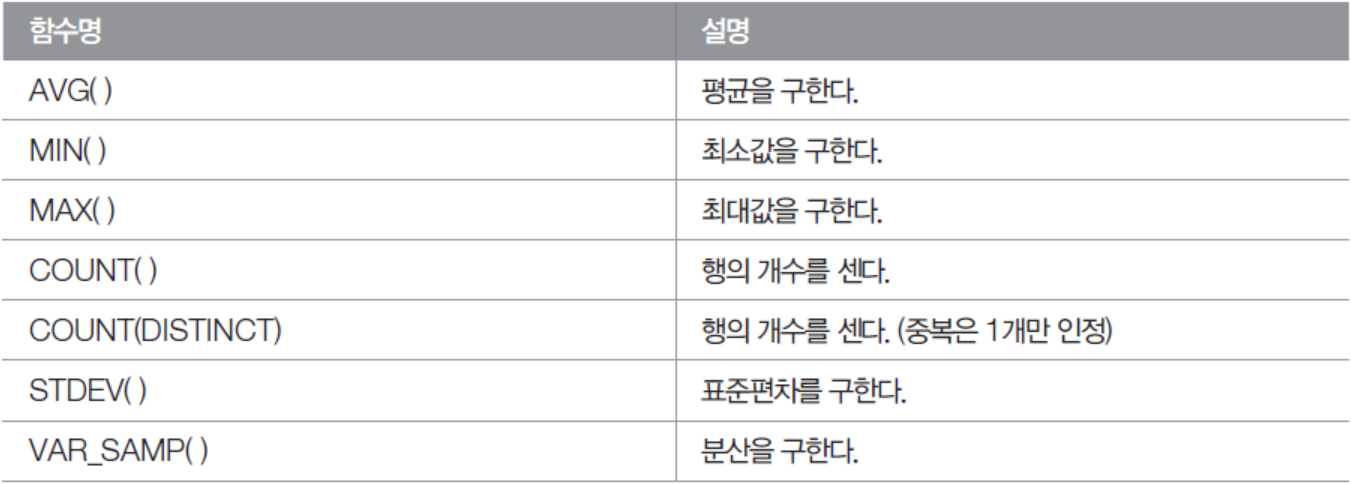 함수명 설명
AVG( ) 평균을 구한다.
MIN( ) 최소값을 구한다.
MAX( ) 최대값을 구한다.
COUNT( ) 행의 개수를 센다.
COUNT(DISTINCT) 행의 개수를 센다. (중복은 1개만 인정)
STDEV( ) 표준편차를 구한다.
VAR_SAMP( ) 분산을 구한다.